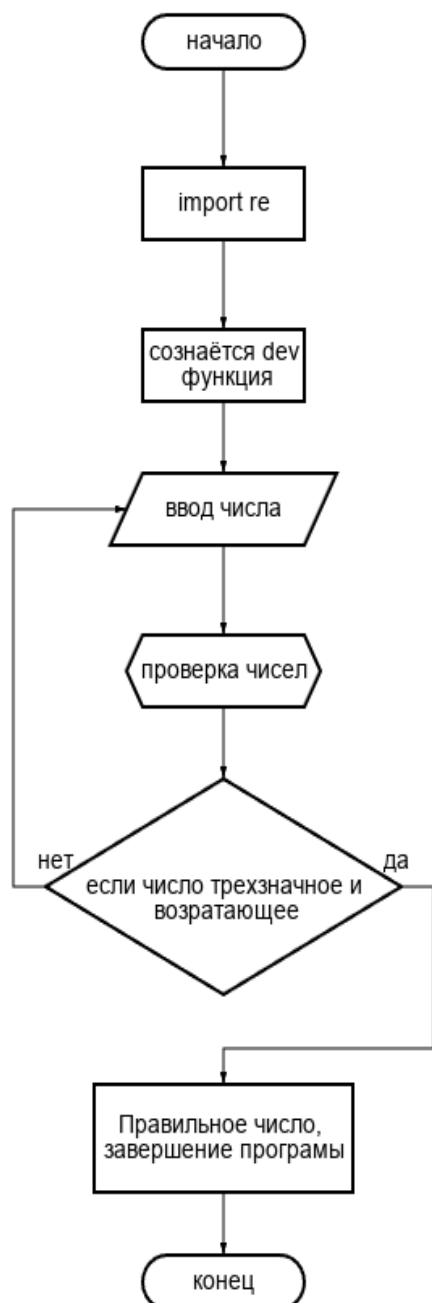 начало
import re
сознаётся dev
функция
ввод числа
проверка чисел
нет
да
если число трехзначное и
возратающее
Правильное число,
завершение програмы
конец